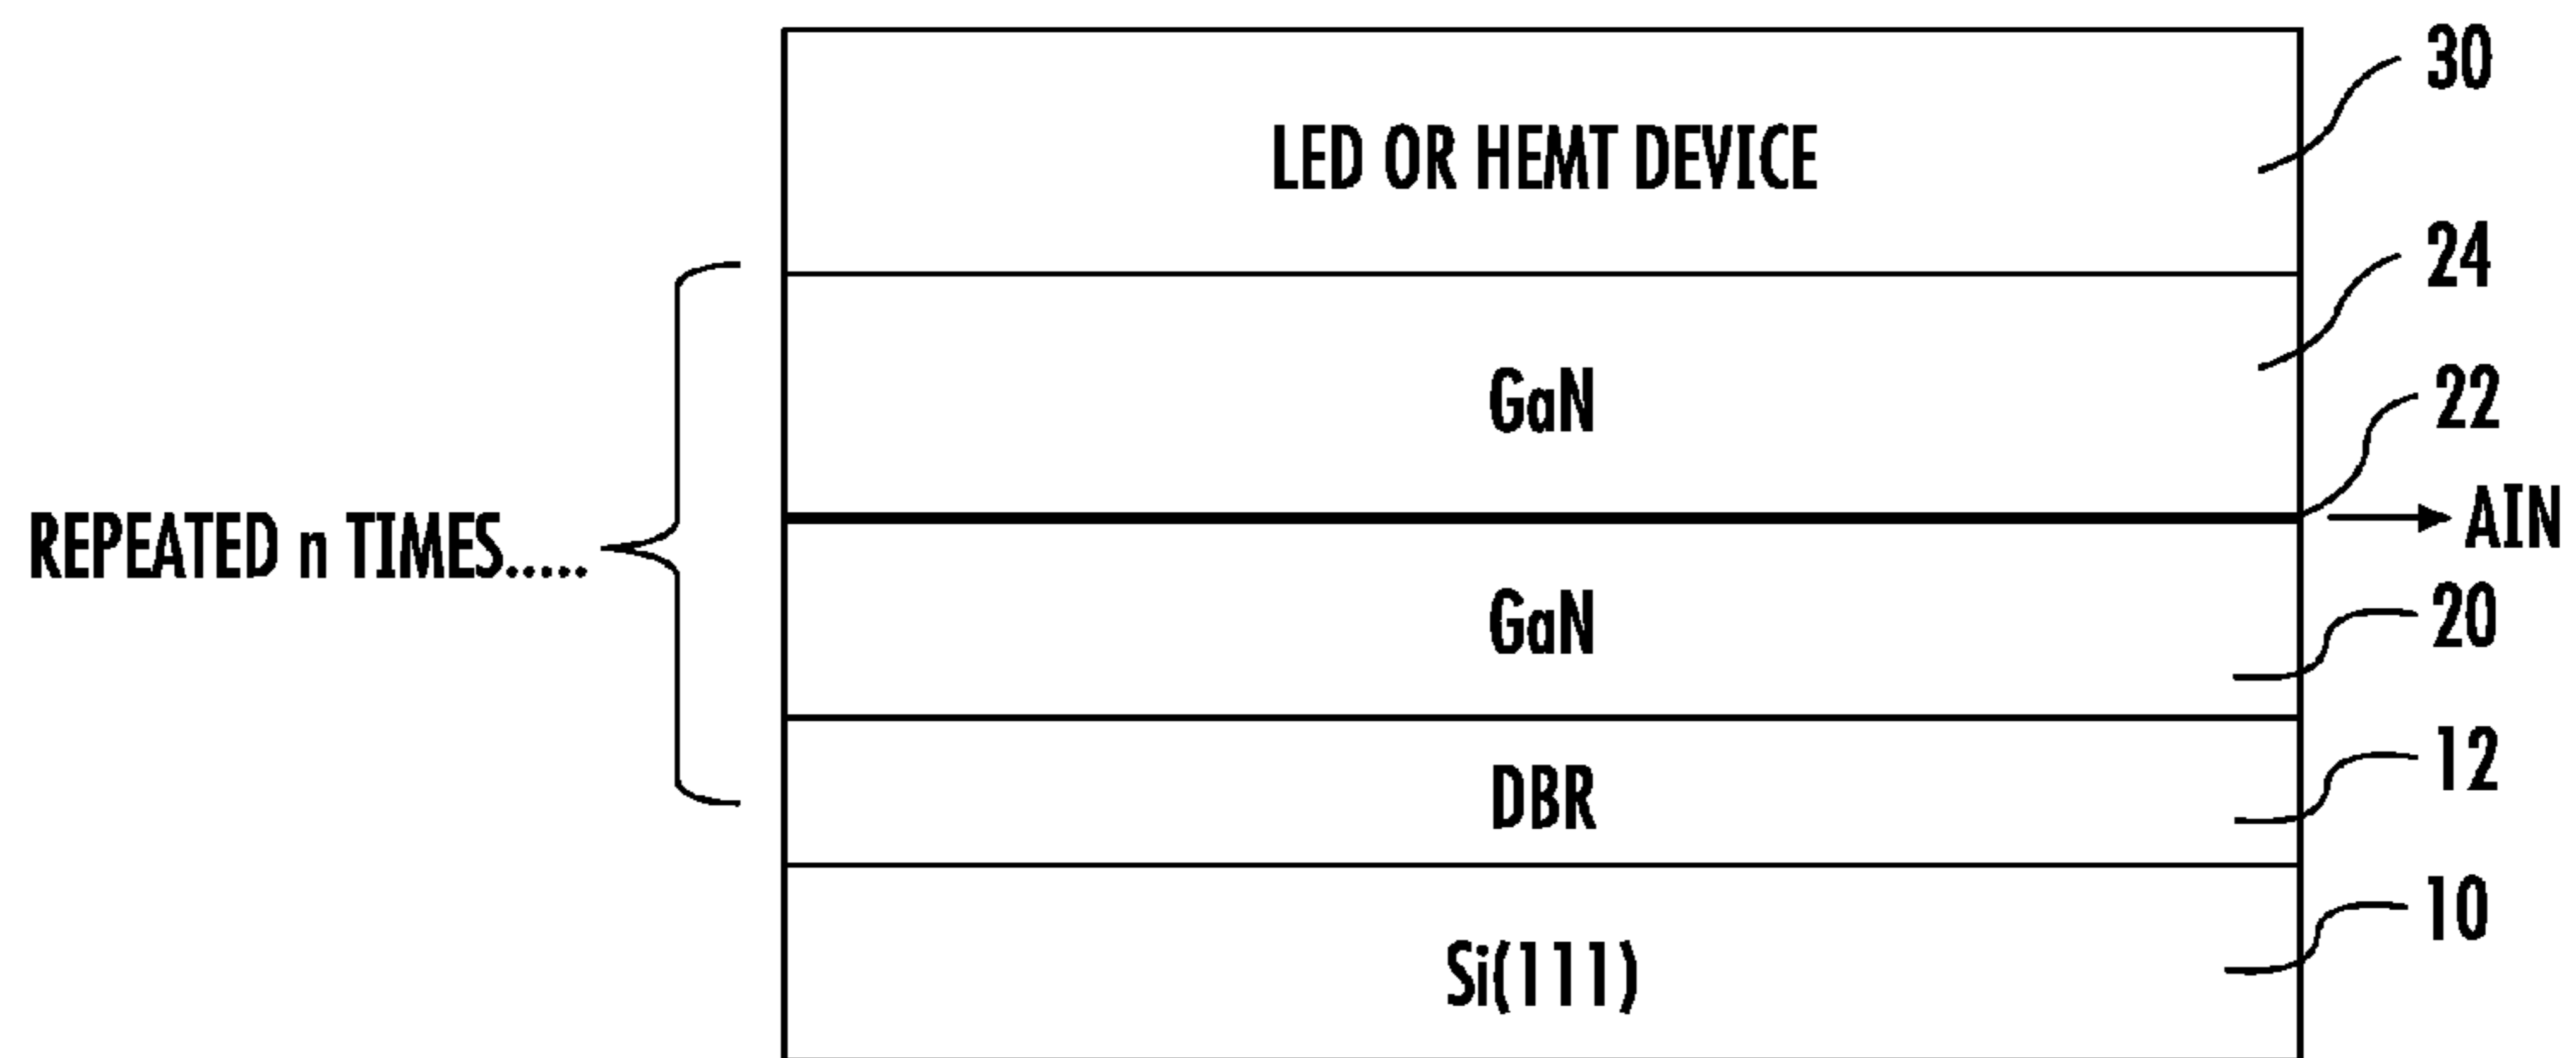 30
LED OR HEMT DEVICE
24
GaN
22
REPEATED n TIMES.....
AlN
GaN
20
DBR
12
10
Si(111)